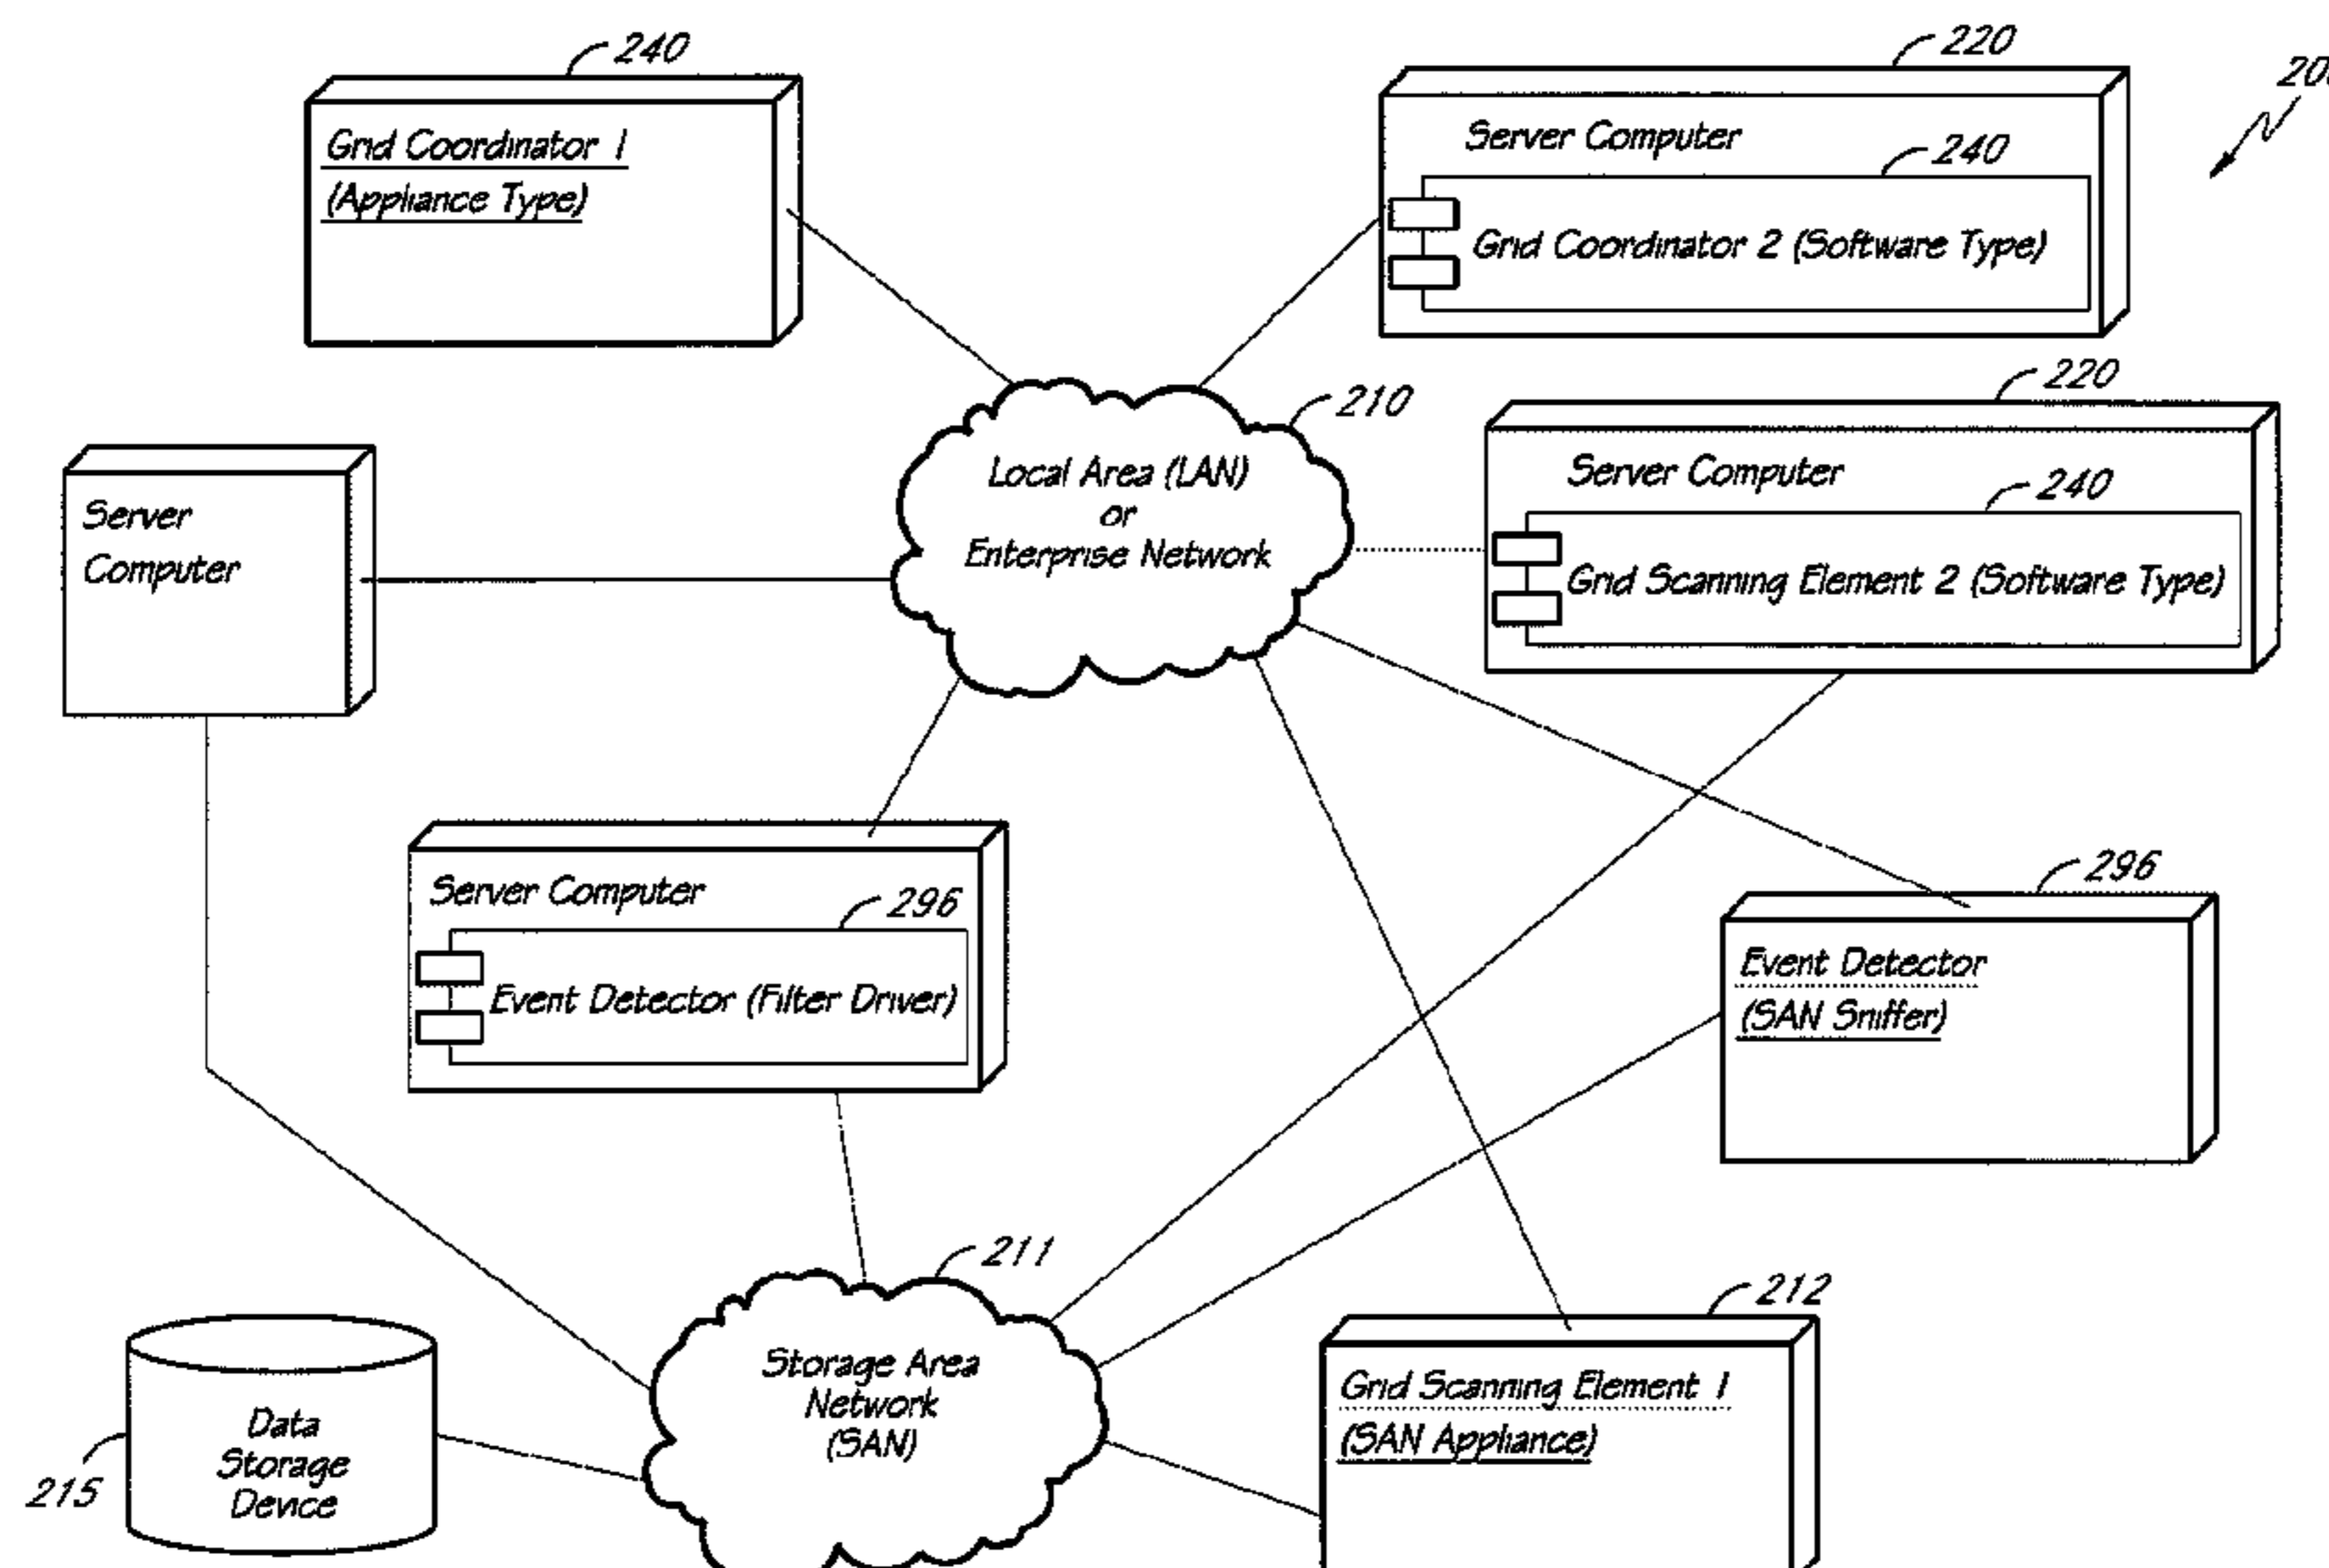 240
Grid Coordinator 1
(Appliance Type)
220
Server Computer
240
Grid Coordinator 2 (Software Type)
210
Local Area (LAN)
or
Enterprise Network
220
Server Computer
240
Grid Scanning Element 2 (Software Type)
Server
Computer
Server Computer
296
Event Detector (Filter Driver)
296
Event Detector
(SAN Sniffer)
211
Storage Area
Network
(SAN)
212
Grid Scanning Element 1
(SAN Appliance)
Data
Storage
Device
215